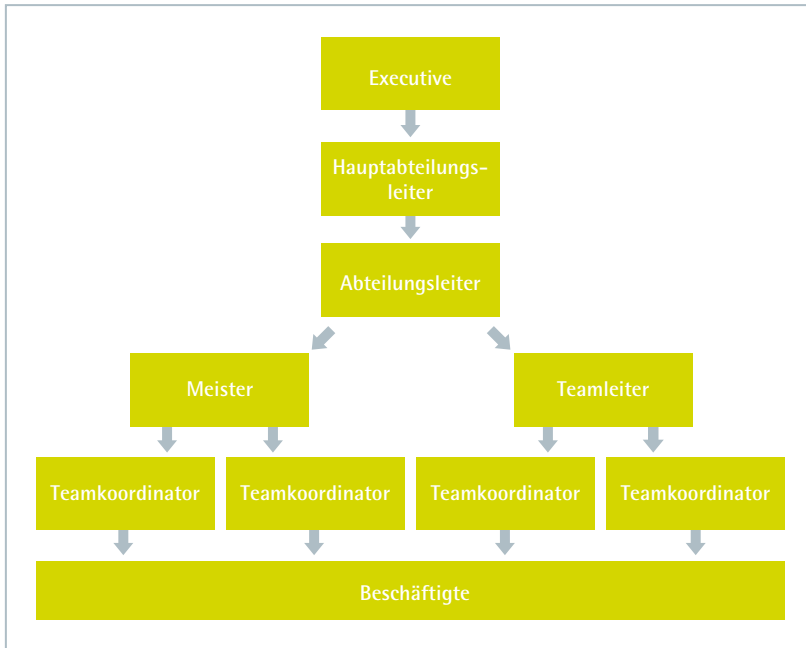 Executive
Hauptabteilungs-
leiter
Abteilungsleiter
Meister
Teamleiter
Teamkoordinator
Teamkoordinator
Teamkoordinator
Teamkoordinator
Beschäftigte